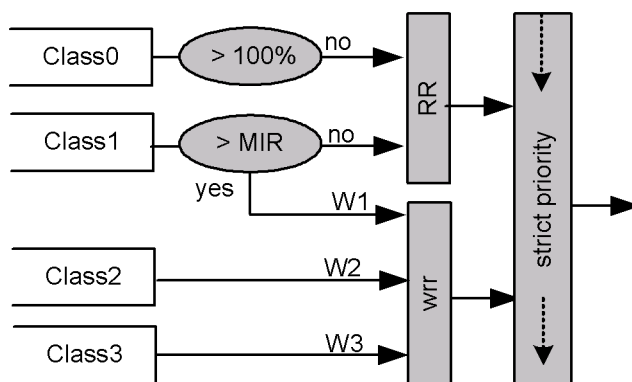 Class0
> 100%
no
RR
Class1
> MIR
no
yes
W1
strict priority
Class2
W2
wrr
Class3
W3